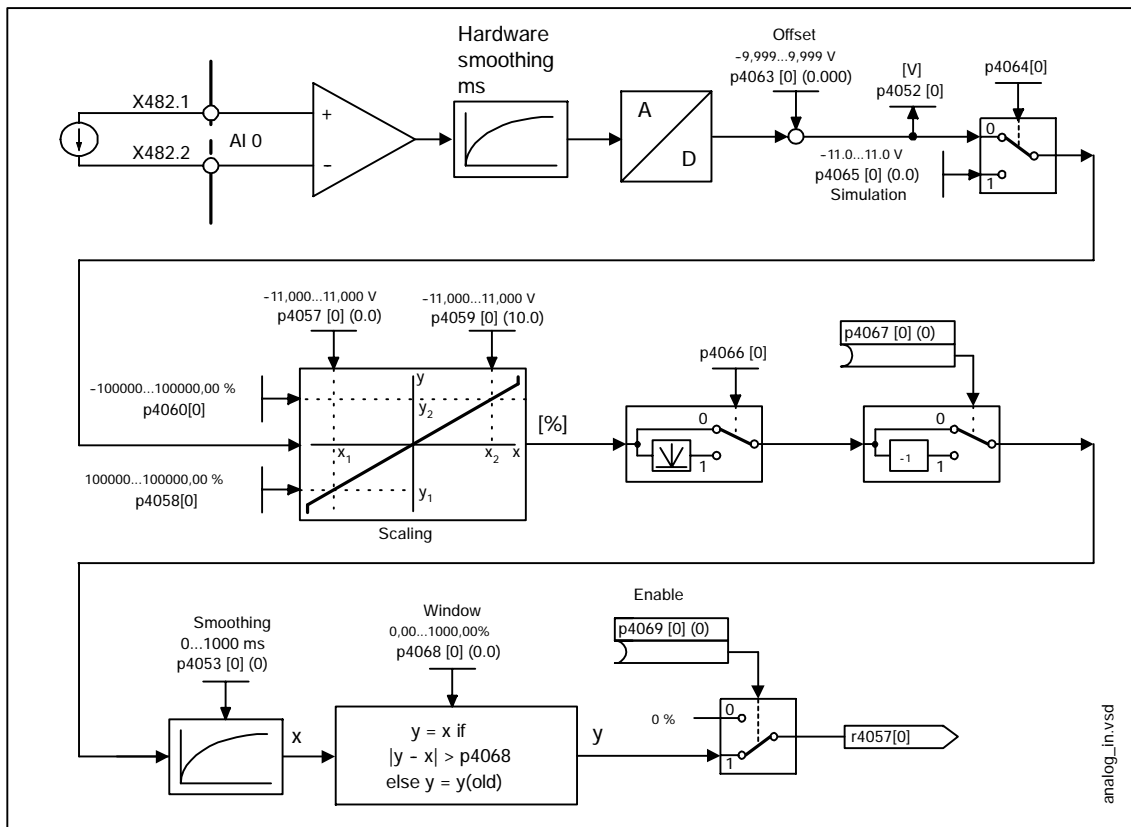 Hardware
smoothing
ms
Offset
-9,999...9,999 V
p4063 [0] (0.000)
[V]
p4052 [0]
p4064[0]
X482.1
AI 0
X482.2
+
-
A
D
-11.0...11.0 V
p4065 [0] (0.0)
Simulation
0
1
-11,000...11,000 V
p4057 [0] (0.0)
-11,000...11,000 V
p4059 [0] (10.0)
-100000...100000,00 %
p4060[0]
100000...100000,00 %
p4058[0]
y
y2
x1
x2
x
y1
Scaling
[%]
p4066 [0]
0
1
p4067 [0] (0)
0
-1
1
Smoothing
0...1000 ms
p4053 [0] (0)
x
Window
0,00...1000,00%
p4068 [0] (0.0)
y = x if
|y - x| > p4068
else y = y(old)
y
Enable
p4069 [0] (0)
0 %
0
1
r4057[0]
analog_in.vsd